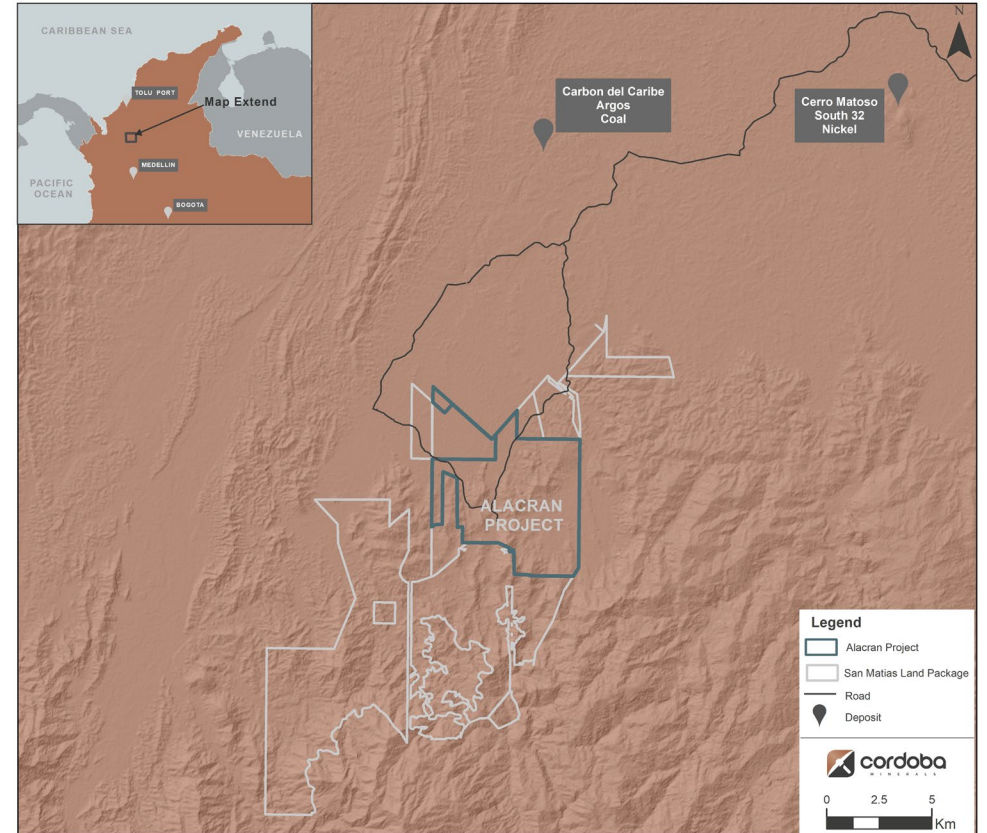 CARIBBEAN SEA
TOLU PORT
Map Extend
VENEZUELA
MEDELLIN
PACIFIC
OCEAN
BOGOTA
N
Carbon del Caribe
Argos
Coal
Cerro Matoso
South 32
Nickel
ALACRAN
PROJECT
Legend
Alacran Project
San Matias Land Package
Road
Deposit
cordoba
MINERALS
0 2.5 5
Km